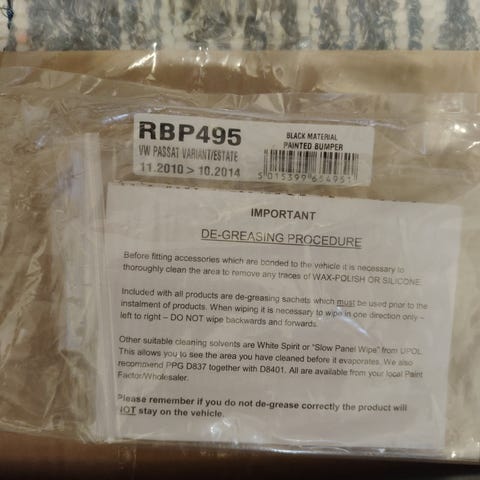 RBP495
VW PASSAT VARIANT/ESTATE
11.2010 > 10.2014
BLACK MATERIAL
PAINTED BUMPER
5 015399 654951
IMPORTANT
DE-GREASING PROCEDURE
Before fitting accessories which are bonded to the vehicle it is necessary to
thoroughly clean the area to remove any traces of WAX-POLISH OR SILICONE
Included with all products are de-greasing sachets which must be used prior to the
instalment of products. When wiping it is necessary to wipe in one direction only –
left to right – DO NOT wipe backwards and forwards.
Other suitable cleaning solvents are White Spirit or "Slow Panel Wipe" from UPOL.
This allows you to see the area you have cleaned before it evaporates. We also
recommend PPG D837 together with D8401. All are available from your local Paint
Factor/Wholesaler.
Please remember if you do not de-grease correctly the product will
NOT stay on the vehicle.